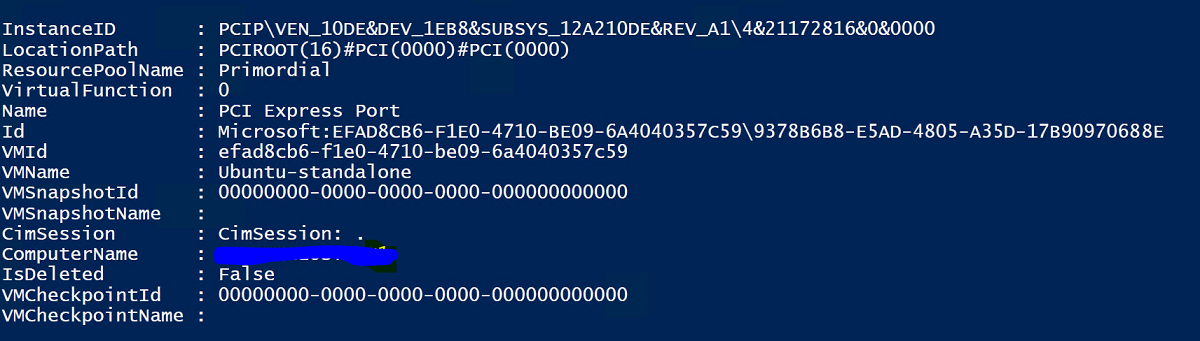 InstanceID : PCIP\VEN_10DE&DEV_1EB8&SUBSYS_12A210DE&REV_A1\4&21172816&0&0000
LocationPath : PCIROOT(16)#PCI(0000)#PCI(0000)
ResourcePoolName : Primordial
VirtualFunction : 0
Name : PCI Express Port
Id : Microsoft:EFAD8CB6-F1E0-4710-BE09-6A4040357C59\9378B6B8-E5AD-4805-A35D-17B90970688E
VMId : efad8cb6-f1e0-4710-be09-6a4040357c59
VMName : Ubuntu-standalone
VMSnapshotId : 00000000-0000-0000-0000-000000000000
VMSnapshotName :
CimSession : CimSession: .
ComputerName :
IsDeleted : False
VMCheckpointId : 00000000-0000-0000-0000-000000000000
VMCheckpointName :